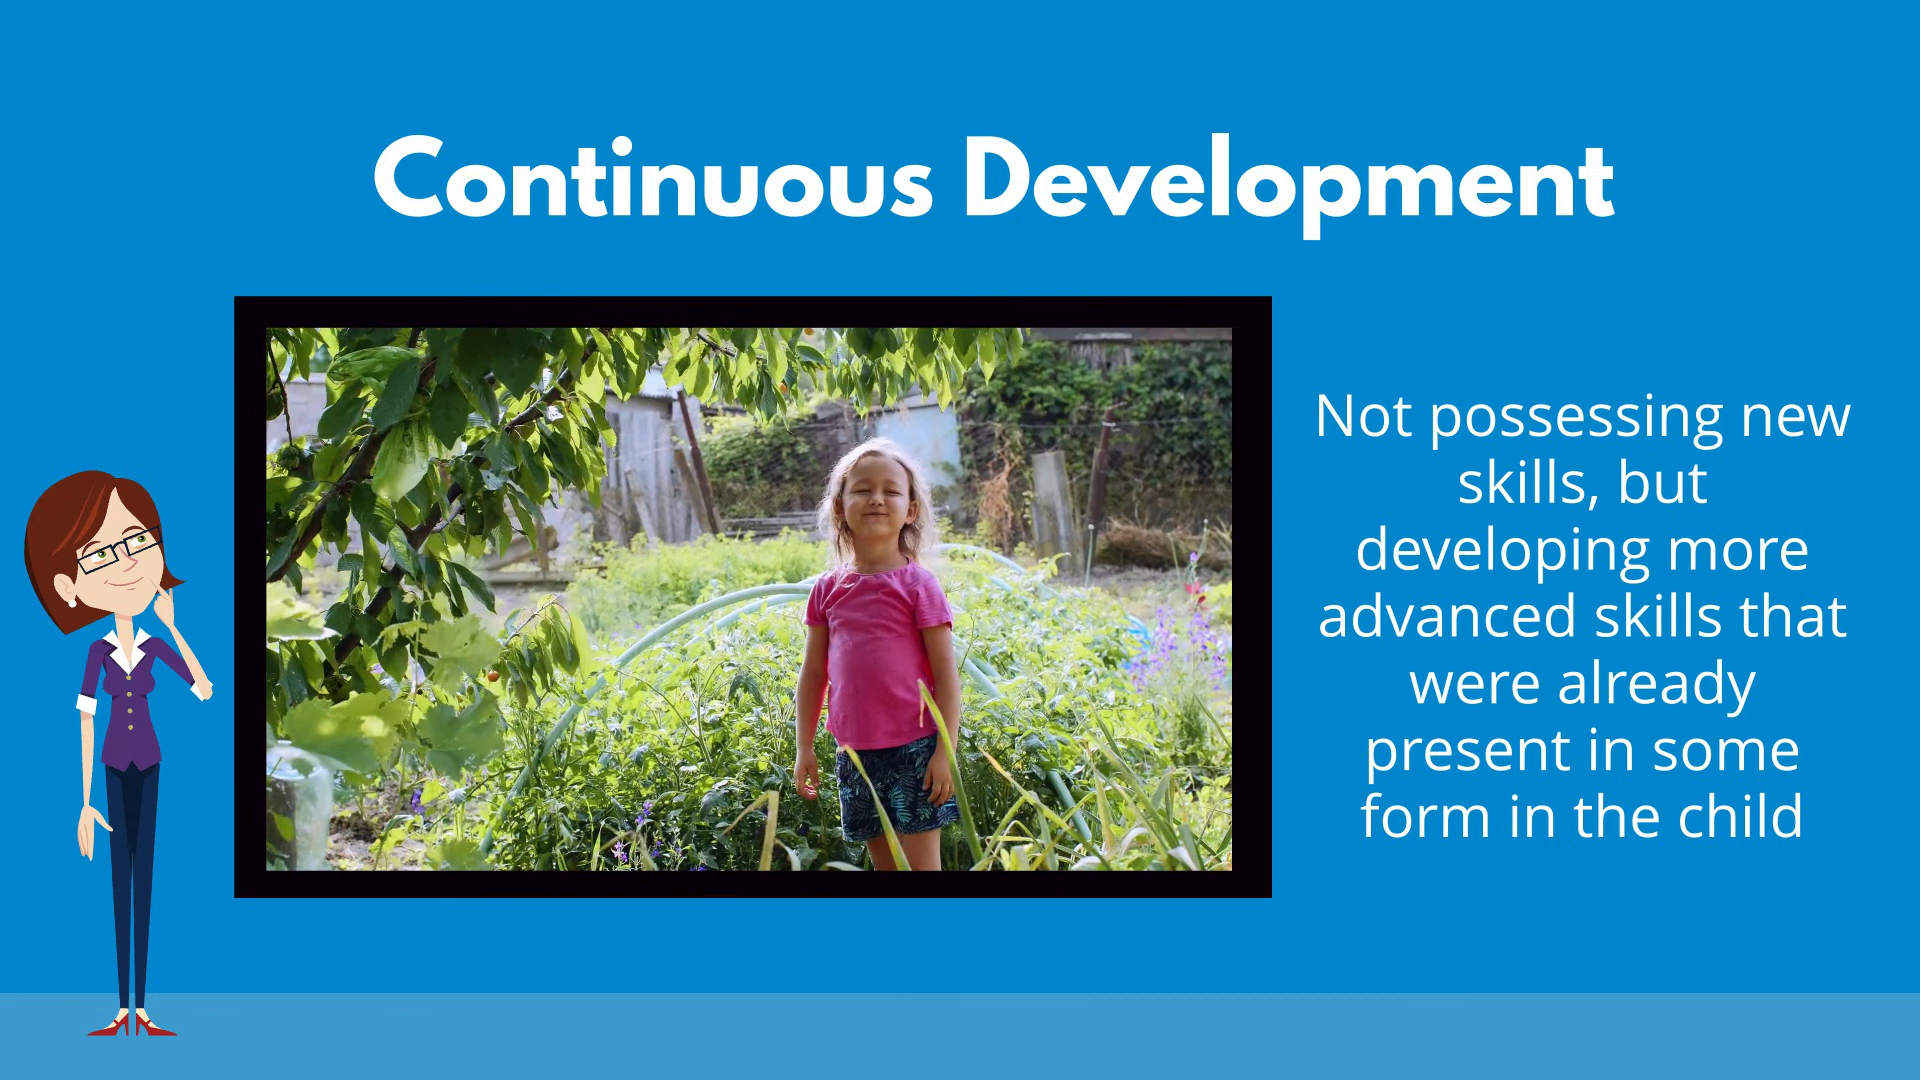 Continuous Development
Not possessing new
skills, but
developing more
advanced skills that
were already
present in some
form in the child